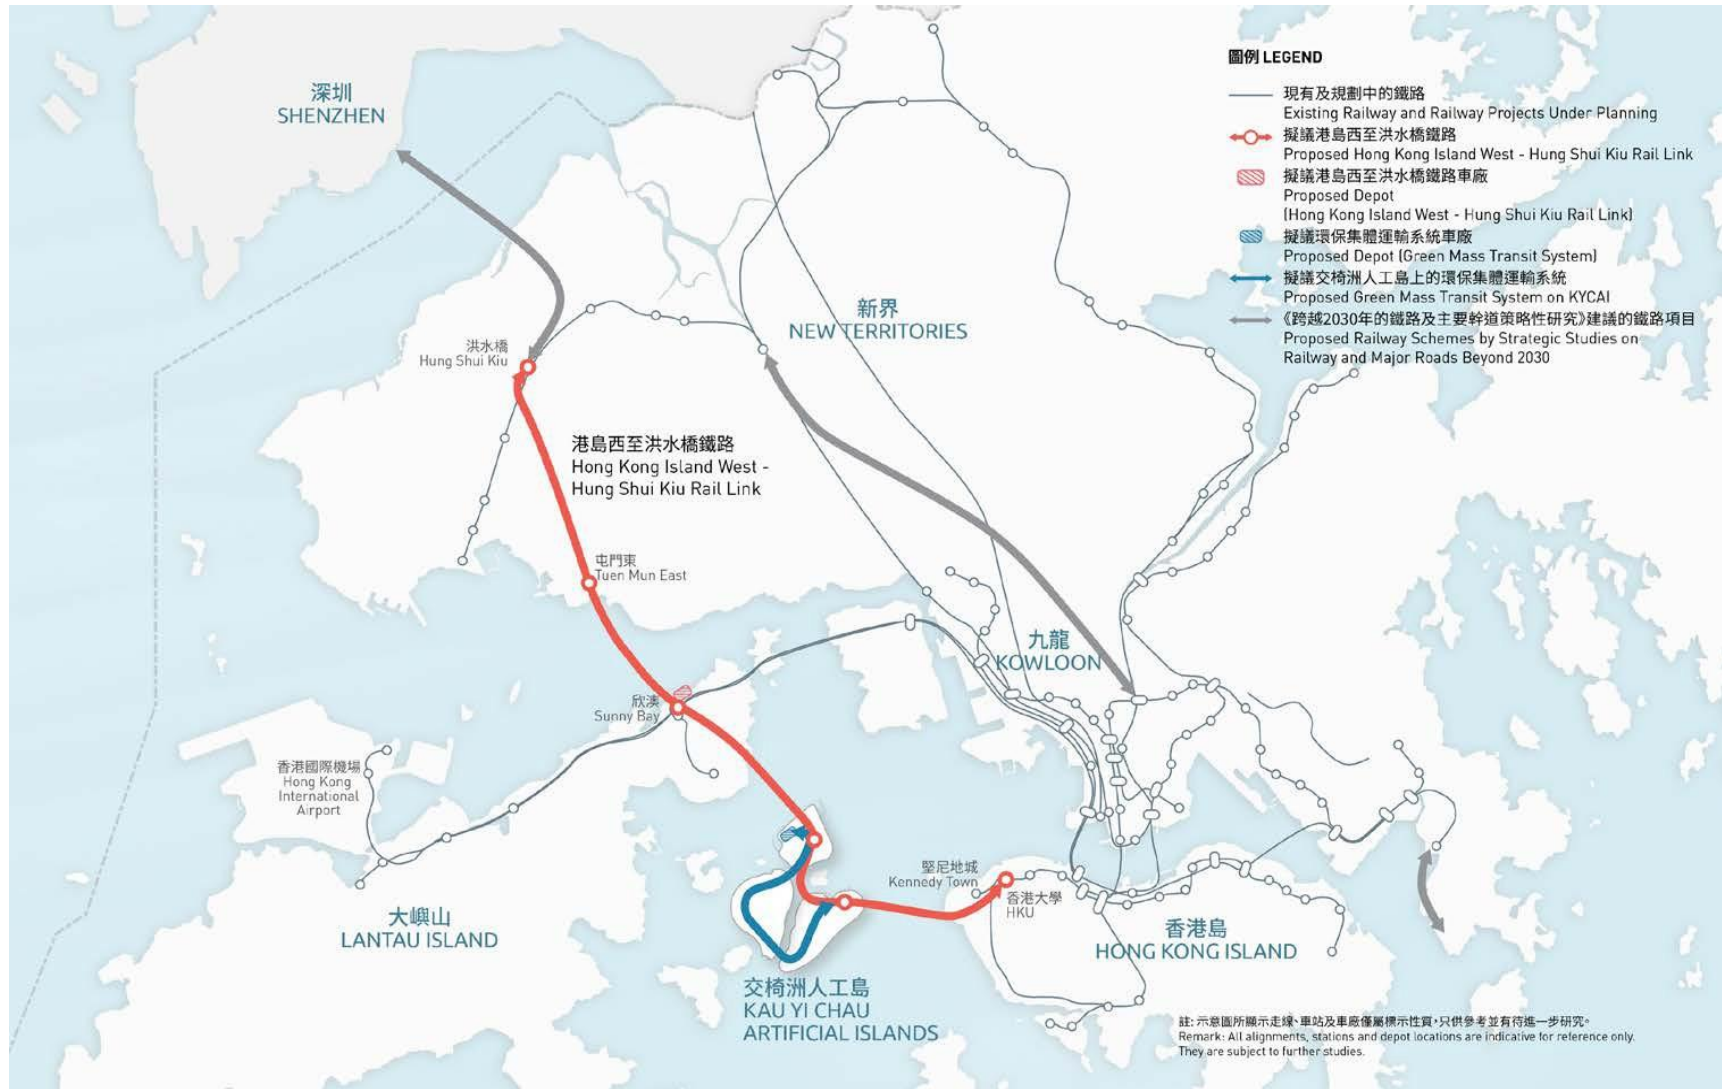 深圳
SHENZHEN
圖例 LEGEND
現有及規劃中的鐵路
Existing Railway and Railway Projects Under Planning
擬議港島西至洪水橋鐵路
Proposed Hong Kong Island West - Hung Shui Kiu Rail Link
擬議港島西至洪水橋鐵路車廠
Proposed Depot
(Hong Kong Island West - Hung Shui Kiu Rail Link)
擬議環保集體運輸系統車廠
Proposed Depot (Green Mass Transit System)
擬議交椅洲人工島上的環保集體運輸系統
Proposed Green Mass Transit System on KYCAI
《跨越2030年的鐵路及主要幹道策略性研究》建議的鐵路項目
Proposed Railway Schemes by Strategic Studies on
Railway and Major Roads Beyond 2030
新界
NEW TERRITORIES
洪水橋
Hung Shui Kiu
港島西至洪水橋鐵路
Hong Kong Island West -
Hung Shui Kiu Rail Link
屯門東
Tuen Mun East
九龍
KOWLOON
欣澳
Sunny Bay
香港國際機場
Hong Kong
International
Airport
堅尼地城
Kennedy Town
香港大學
HKU
大嶼山
LANTAU ISLAND
香港島
HONG KONG ISLAND
交椅洲人工島
KAU YI CHAU
ARTIFICIAL ISLANDS
註: 示意圖所顯示走線、車站及車廠僅屬標示性質，只供參考並有待進一步研究。
Remark: All alignments, stations and depot locations are indicative for reference only.
They are subject to further studies.